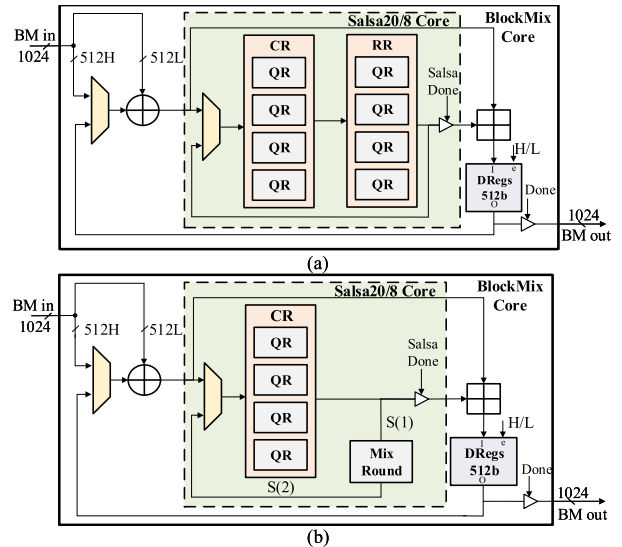 Salsa20/8 Core
BlockMix
Core
BM in
1024
512H
512L
CR
RR
QR
QR
QR
QR
QR
QR
QR
QR
Salsa
Done
H/L
I
e
DRegs
512b
O
Done
1024
BM out
(a)
Salsa20/8 Core
BlockMix
Core
BM in
1024
512H
512L
CR
QR
QR
QR
QR
Salsa
Done
S(1)
Mix
Round
S(2)
H/L
I
e
DRegs
512b
O
Done
1024
BM out
(b)